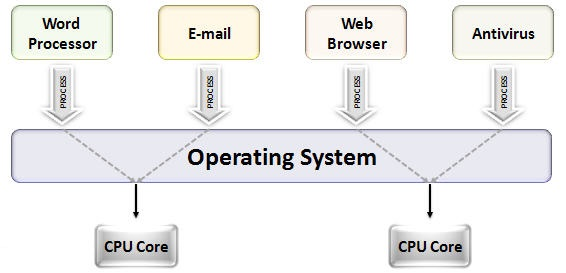 Word
Processor
E-mail
Web
Browser
Antivirus
PROCESS
PROCESS
PROCESS
PROCESS
Operating System
CPU Core
CPU Core